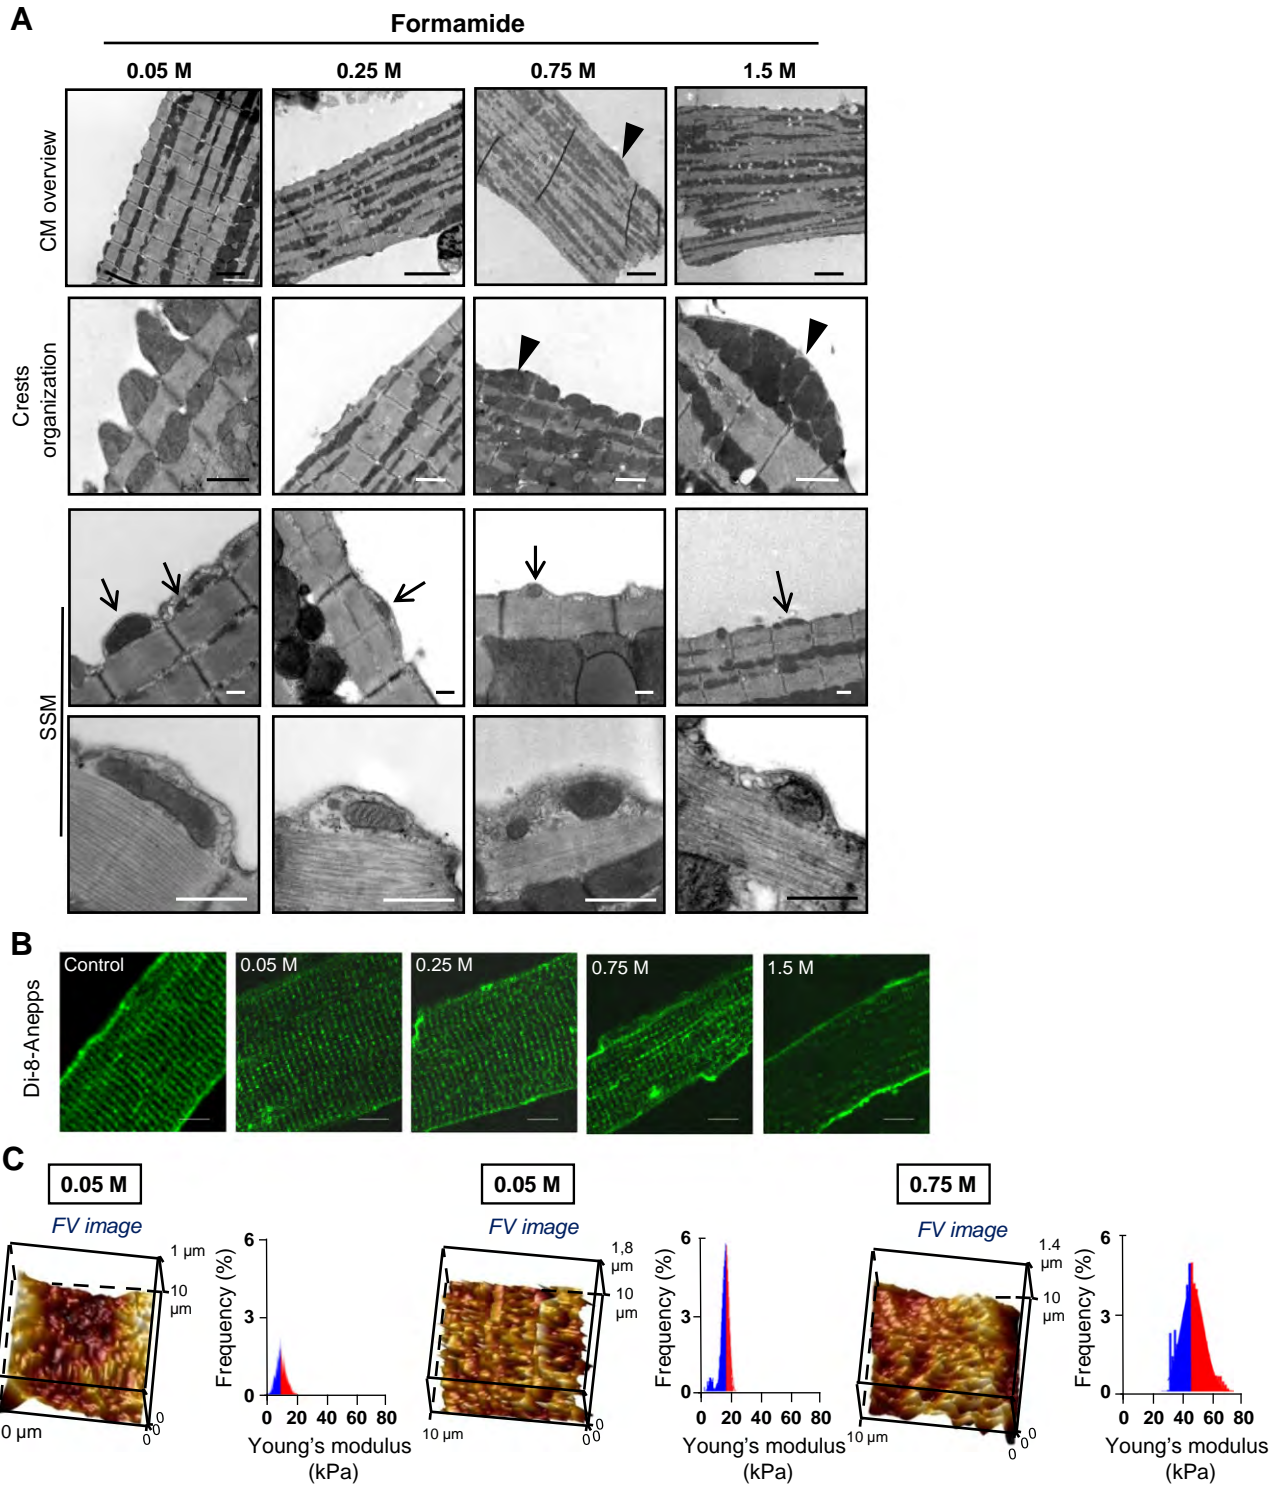 A
Formamide
0.05 M
0.25 M
0.75 M
1.5 M
CM overview
Crests
organization
SSM
B
Di-8-Anepps
Control
0.05 M
0.25 M
0.75 M
1.5 M
C
0.05 M
FV image
1 µm
10
µm
0 µm
0
0
Frequency (%)
6
3
0
0 20 40 60 80
Young's modulus
(kPa)
0.05 M
FV image
1,8
µm
10
µm
10 µm
0
0
Frequency (%)
6
3
0
0 20 40 60 80
Young's modulus
(kPa)
0.75 M
FV image
1.4
µm
10
µm
10 µm
0
0
0
Frequency (%)
6
3
0
0 20 40 60 80
Young's modulus
(kPa)